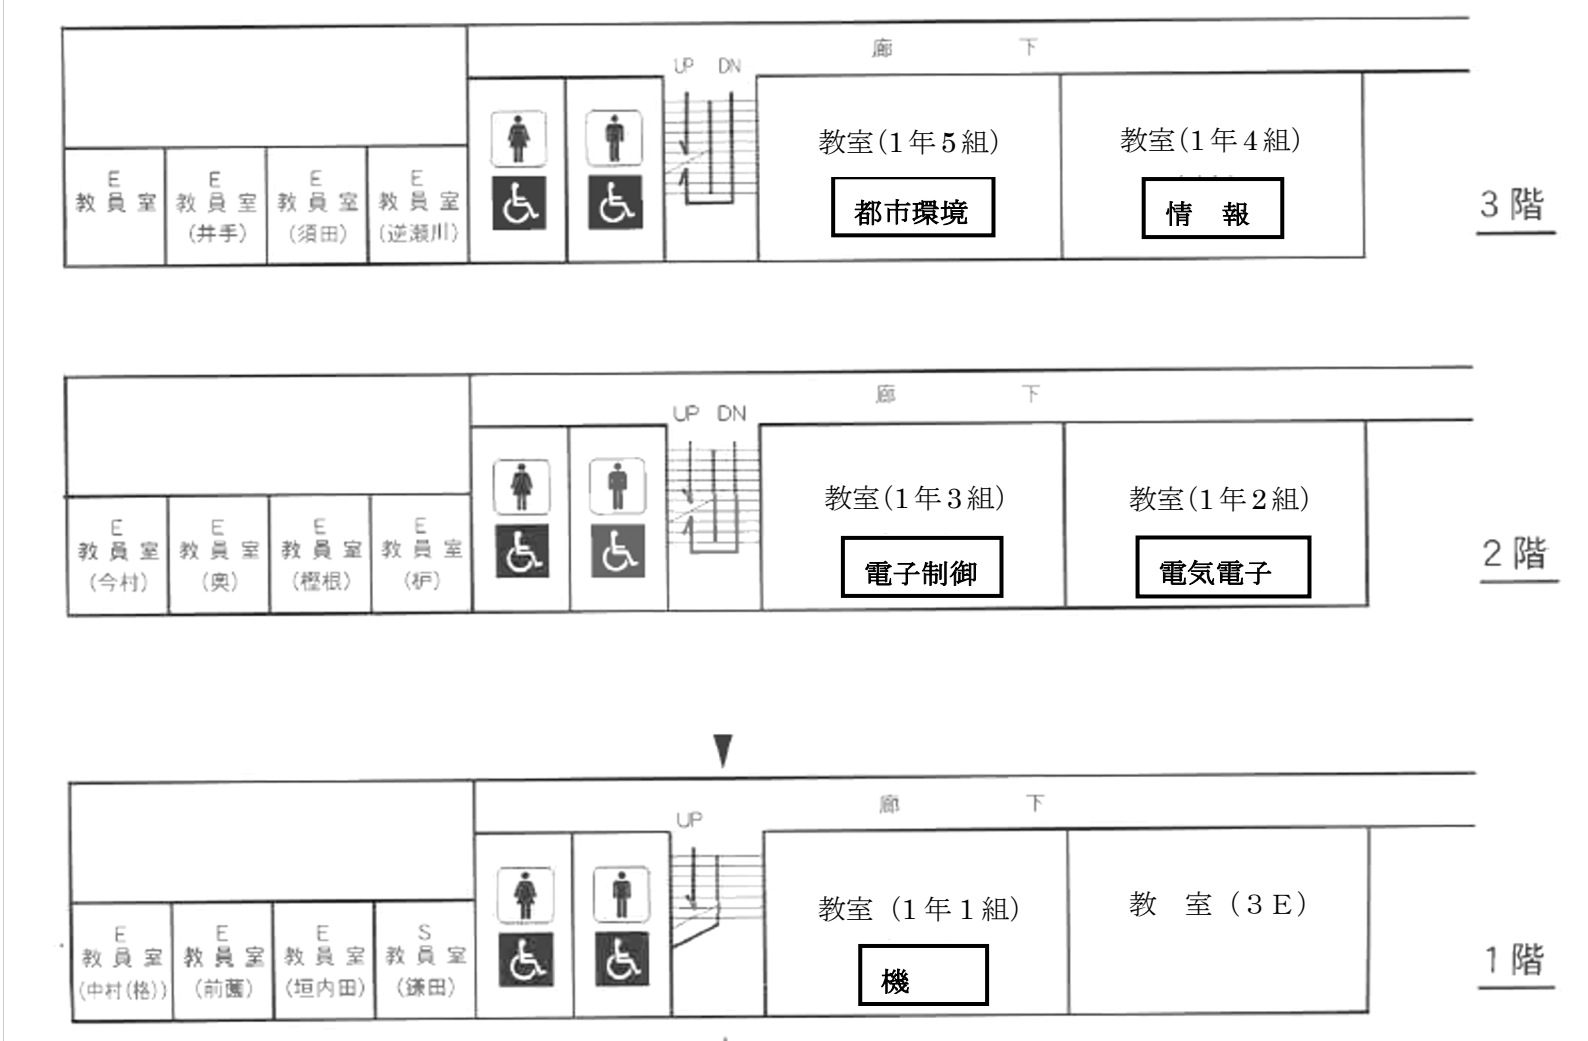 廊 下
UP DN
教室(1年5組)
都市環境
教室(1年4組)
情 報
E
教員室
E
教員室
(井手)
E
教員室
(須田)
E
教員室
(逆瀬川)
3階
廊 下
UP DN
教室(1年3組)
電子制御
教室(1年2組)
電気電子
E
教員室
(今村)
E
教員室
(奥)
E
教員室
(樫根)
E
教員室
(枦)
2階
廊 下
UP
教室(1年1組)
機
教 室(3E)
E
教員室
(中村(格))
E
教員室
(前薗)
E
教員室
(垣内田)
S
教員室
(鎌田)
1階